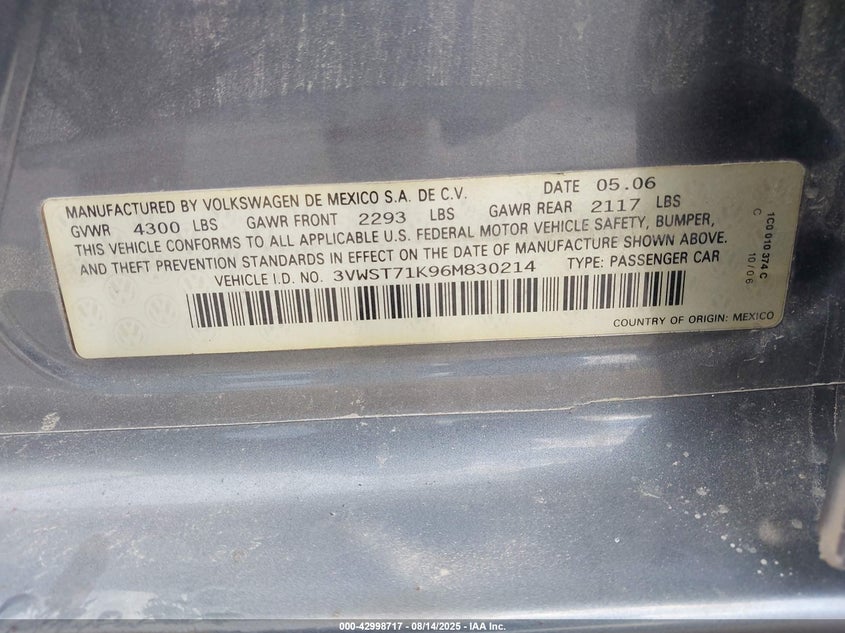 MANUFACTURED BY VOLKSWAGEN DE MEXICO S.A. DE C.V. DATE 05.06
GVWR 4300 LBS GAWR FRONT 2293 LBS GAWR REAR 2117 LBS
THIS VEHICLE CONFORMS TO ALL APPLICABLE U.S. FEDERAL MOTOR VEHICLE SAFETY, BUMPER,
AND THEFT PREVENTION STANDARDS IN EFFECT ON THE DATE OF MANUFACTURE SHOWN ABOVE.
VEHICLE I.D. NO. 3VWST71K96M830214 TYPE: PASSENGER CAR
COUNTRY OF ORIGIN: MEXICO
1C0 010 374 C
C 10/06
000-42998717 - 08/14/2025 - IAA Inc.